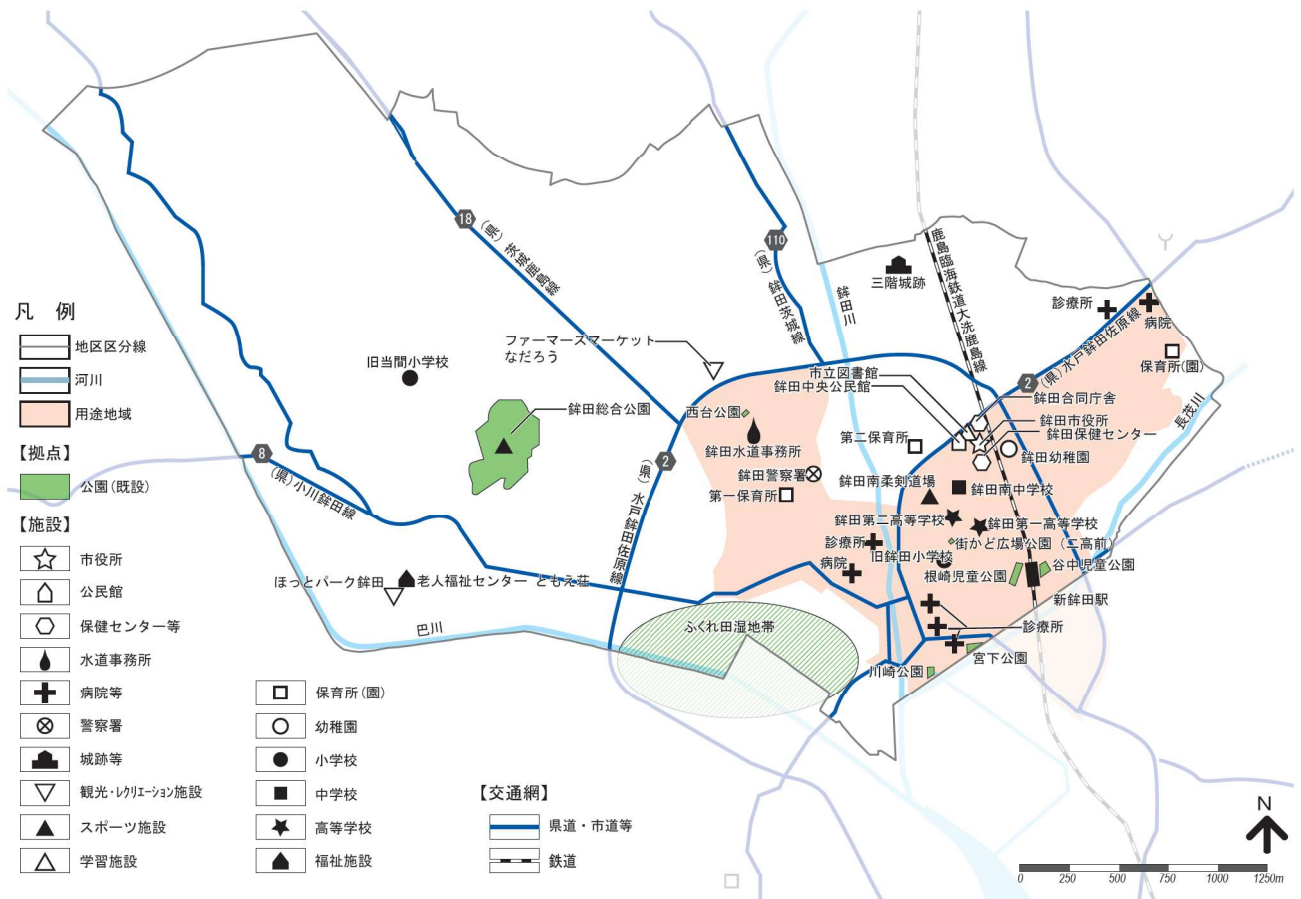 18
(県)茨城鹿島線
110
(県)鉾田茨城線
鉾田川
三階城跡
鹿島臨海鉄道大洗鹿島線
診療所
病院
2
(県)水戸鉾田佐原線
保育所(園)
長茂川
ファーマーズマーケット
なだろう
旧当間小学校
市立図書館
鉾田中央公民館
鉾田合同庁舎
鉾田市役所
鉾田保健センター
鉾田総合公園
西台公園
鉾田水道事務所
第二保育所
鉾田幼稚園
8
(県)小川鉾田線
2
(県)水戸鉾田佐原線
鉾田警察署
第一保育所
鉾田南柔剣道場
鉾田南中学校
鉾田第二高等学校
鉾田第一高等学校
診療所
旧鉾田小学校
街かど広場公園(二高前)
病院
根崎児童公園
谷中児童公園
ほっとパーク鉾田
老人福祉センター ともえ荘
新鉾田駅
巴川
ふくれ田湿地帯
診療所
宮下公園
川崎公園
凡 例
地区区分線
河川
用途地域
【拠点】
公園(既設)
【施設】
市役所
公民館
保健センター等
水道事務所
病院等
警察署
城跡等
観光・レクリエーション施設
スポーツ施設
学習施設
保育所(園)
幼稚園
小学校
中学校
高等学校
福祉施設
【交通網】
県道・市道等
鉄道
N
0 250 500 750 1000 1250m